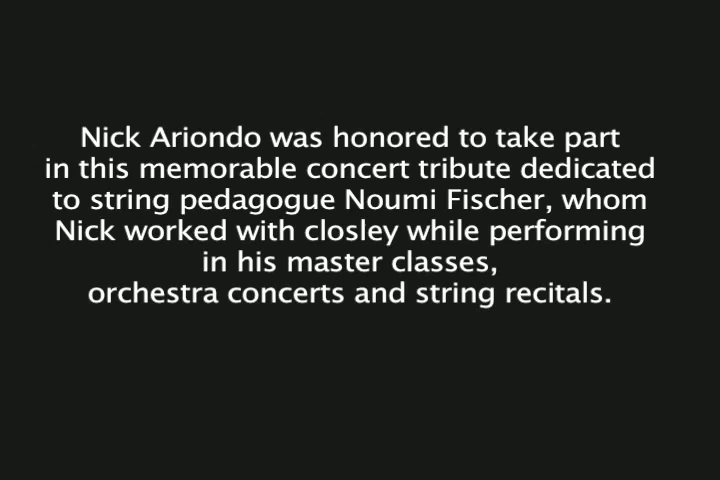 Nick Ariondo was honored to take part
in this memorable concert tribute dedicated
to string pedagogue Noumi Fischer, whom
Nick worked with closley while performing
in his master classes,
orchestra concerts and string recitals.